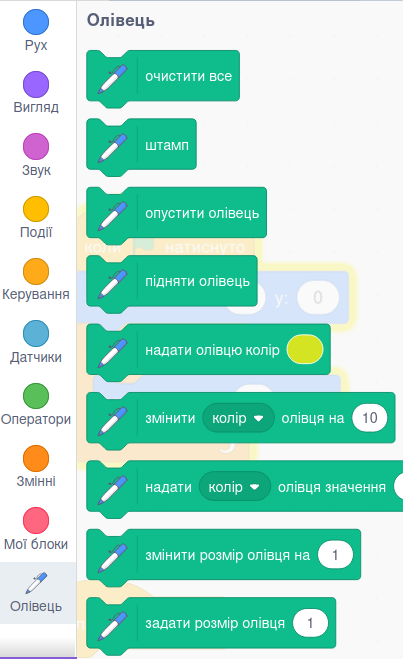 Олівець
Рух
Вигляд
Звук
Події
Керування
Датчики
Оператори
Змінні
Мої блоки
Олівець
очистити все
штамп
опустити олівець
натиснуто
підняти олівець
y: 0
надати олівцю колір
змінити колір олівця на 10
надати колір олівця значення
змінити розмір олівця на 1
задати розмір олівця 1